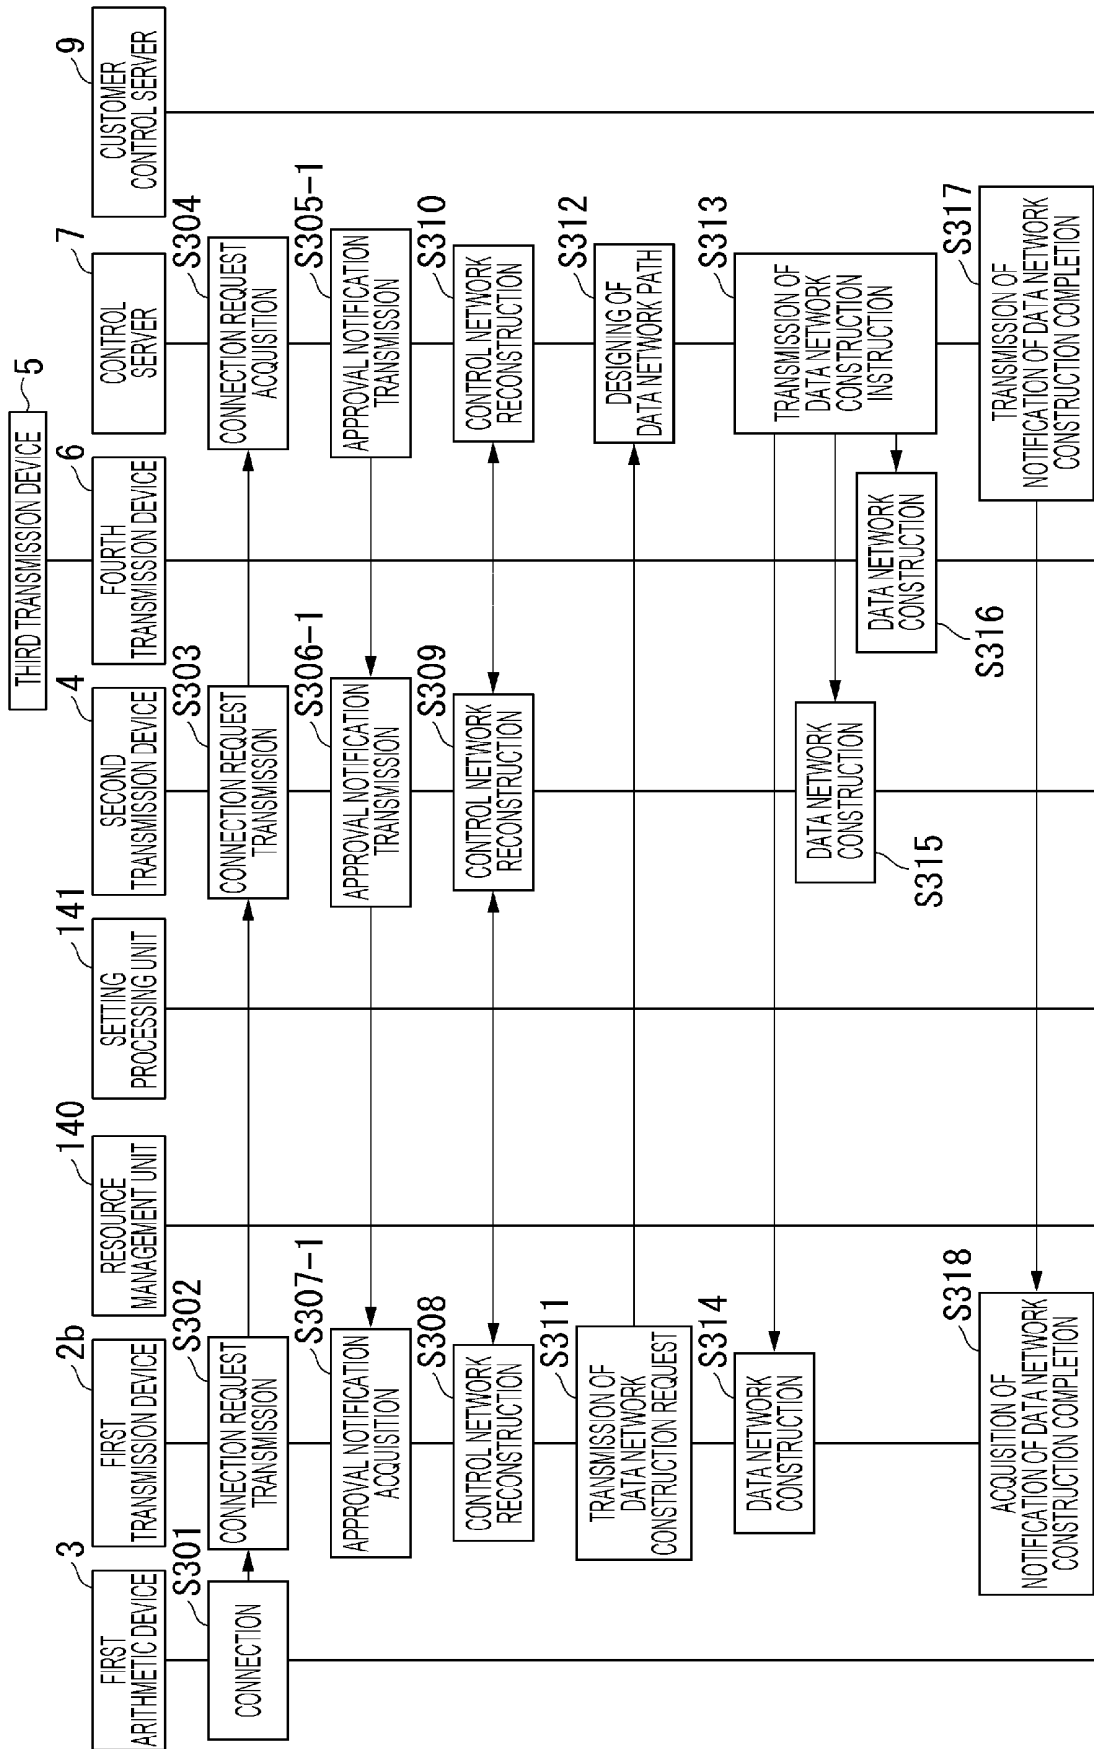 THIRD TRANSMISSION DEVICE
5
FIRST
ARITHMETIC DEVICE
3
FIRST
TRANSMISSION DEVICE
2b
RESOURCE
MANAGEMENT UNIT
140
SETTING
PROCESSING UNIT
141
SECOND
TRANSMISSION DEVICE
4
FOURTH
TRANSMISSION DEVICE
6
CONTROL
SERVER
7
CUSTOMER
CONTROL SERVER
9
CONNECTION
S301
CONNECTION REQUEST
TRANSMISSION
S302
CONNECTION REQUEST
TRANSMISSION
S303
CONNECTION REQUEST
ACQUISITION
S304
APPROVAL NOTIFICATION
ACQUISITION
S307-1
APPROVAL NOTIFICATION
TRANSMISSION
S306-1
APPROVAL NOTIFICATION
TRANSMISSION
S305-1
CONTROL NETWORK
RECONSTRUCTION
S308
CONTROL NETWORK
RECONSTRUCTION
S309
CONTROL NETWORK
RECONSTRUCTION
S310
TRANSMISSION OF
DATA NETWORK
CONSTRUCTION REQUEST
S311
DESIGNING OF
DATA NETWORK PATH
S312
DATA NETWORK
CONSTRUCTION
S314
DATA NETWORK
CONSTRUCTION
S315
DATA NETWORK
CONSTRUCTION
S316
TRANSMISSION OF
DATA NETWORK
CONSTRUCTION
INSTRUCTION
S313
ACQUISITION OF
NOTIFICATION OF DATA NETWORK
CONSTRUCTION COMPLETION
S318
TRANSMISSION OF
NOTIFICATION OF DATA NETWORK
CONSTRUCTION COMPLETION
S317